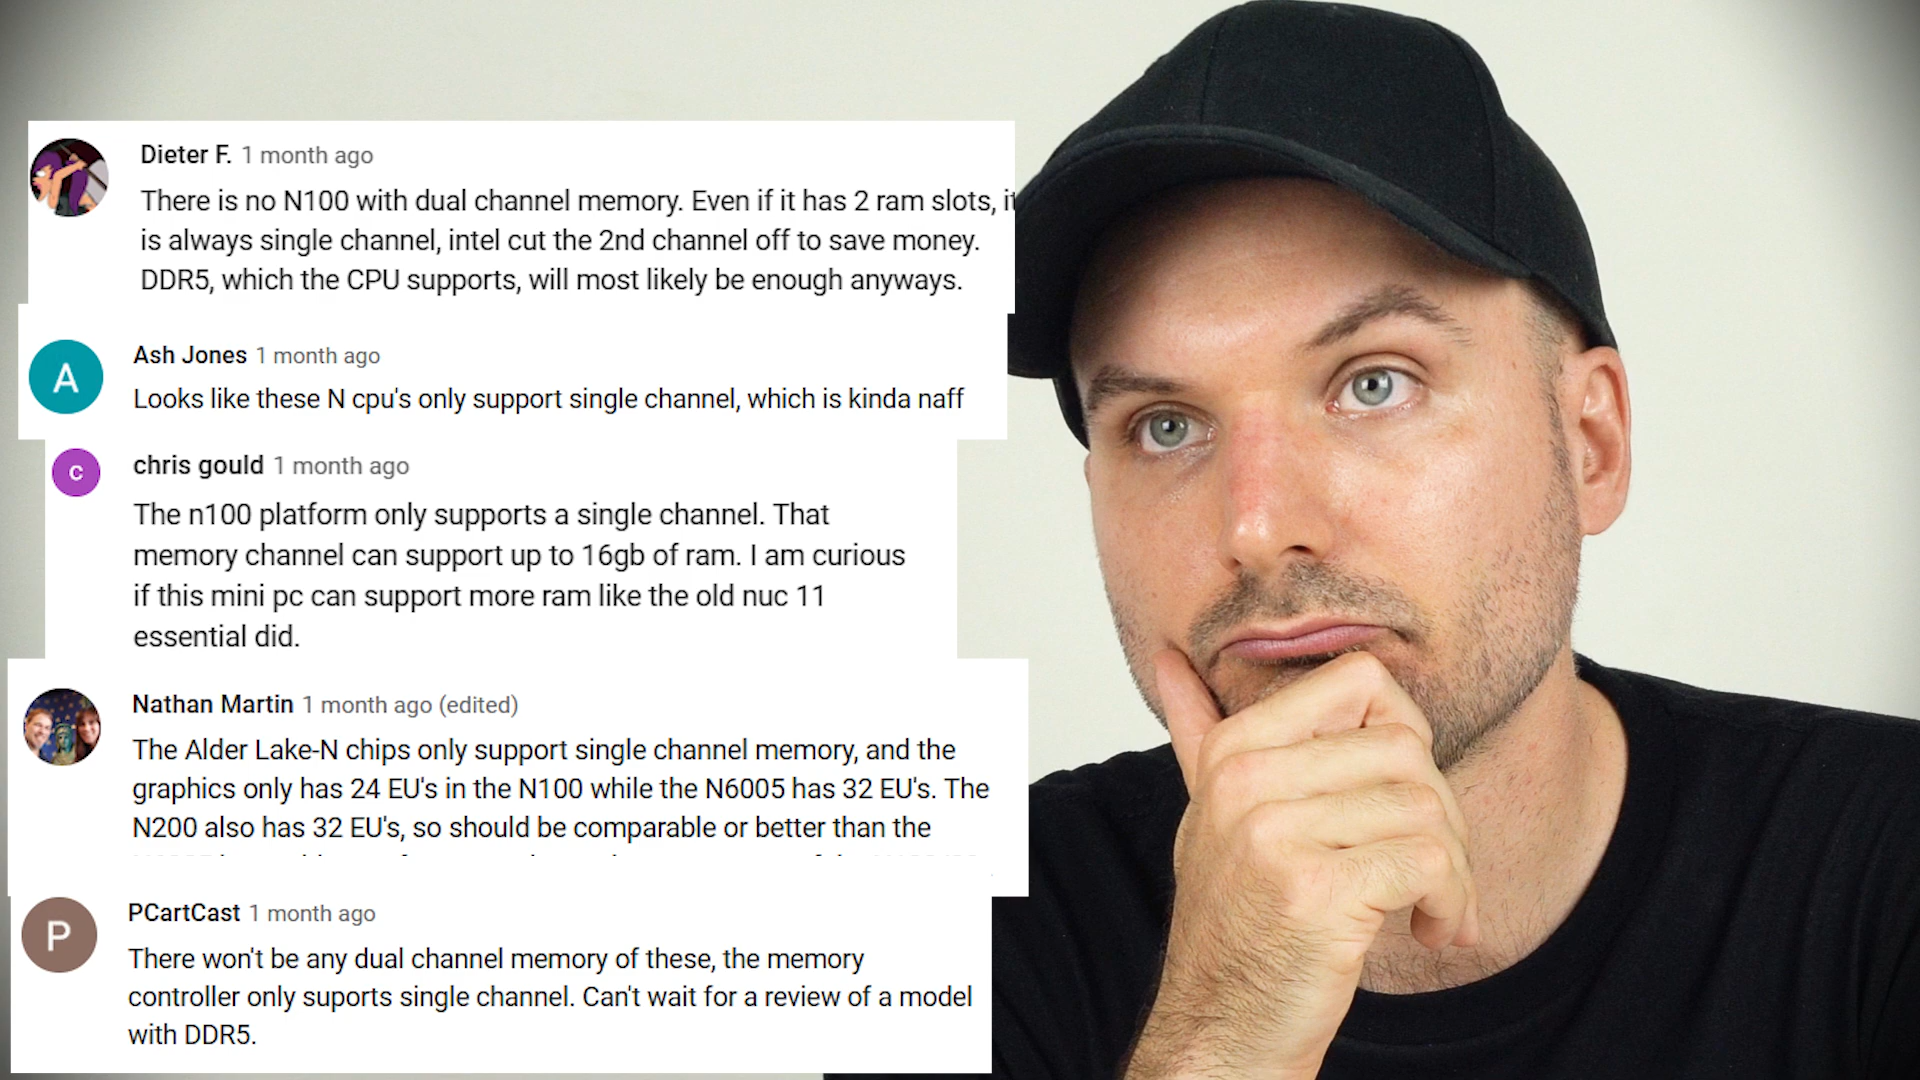 Dieter F. 1 month ago
There is no N100 with dual channel memory. Even if it has 2 ram slots, it
is always single channel, intel cut the 2nd channel off to save money.
DDR5, which the CPU supports, will most likely be enough anyways.
A
Ash Jones 1 month ago
Looks like these N cpu's only support single channel, which is kinda naff
c
chris gould 1 month ago
The n100 platform only supports a single channel. That
memory channel can support up to 16gb of ram. I am curious
if this mini pc can support more ram like the old nuc 11
essential did.
Nathan Martin 1 month ago (edited)
The Alder Lake-N chips only support single channel memory, and the
graphics only has 24 EU's in the N100 while the N6005 has 32 EU's. The
N200 also has 32 EU's, so should be comparable or better than the
P
PCartCast 1 month ago
There won't be any dual channel memory of these, the memory
controller only suports single channel. Can't wait for a review of a model
with DDR5.